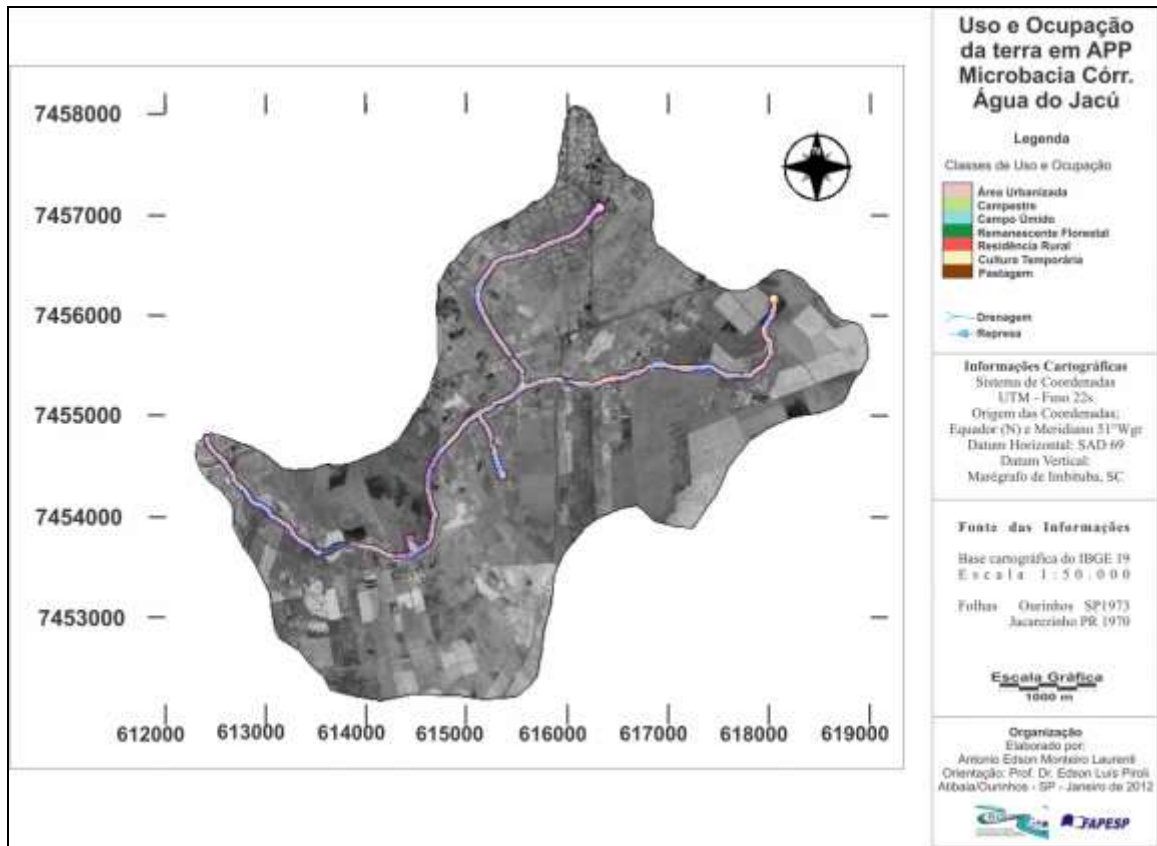 Uso e Ocupação
da terra em APP
Microbacia Córr.
Água do Jacú
Legenda
Classes de Uso e Ocupação
Área Urbanizada
Campestre
Campo Úmido
Remanescente Florestal
Residência Rural
Cultura Temporária
Pastagem
Drenagem
Represa
Informações Cartográficas
Sistema de Coordenadas
UTM - Fuso 22s
Origem das Coordenadas:
Equador (N) e Meridiano 51°Wgr
Datum Horizontal: SAD 69
Datum Vertical:
Marégrafo de Imbituba, SC
Fonte das Informações
Base cartográfica do IBGE 19
Escala 1:50.000
Folhas Ourinhos SP1973
Jacarezinho PR 1970
Escala Gráfica
1000 m
Organização
Elaborado por:
Antonio Edson Monteiro Laurenti
Orientação: Prof. Dr. Edson Luís Piroli
Atibaia/Ourinhos - SP - Janeiro de 2012
FAPESP
7458000
7457000
7456000
7455000
7454000
7453000
612000 613000 614000 615000 616000 617000 618000 619000